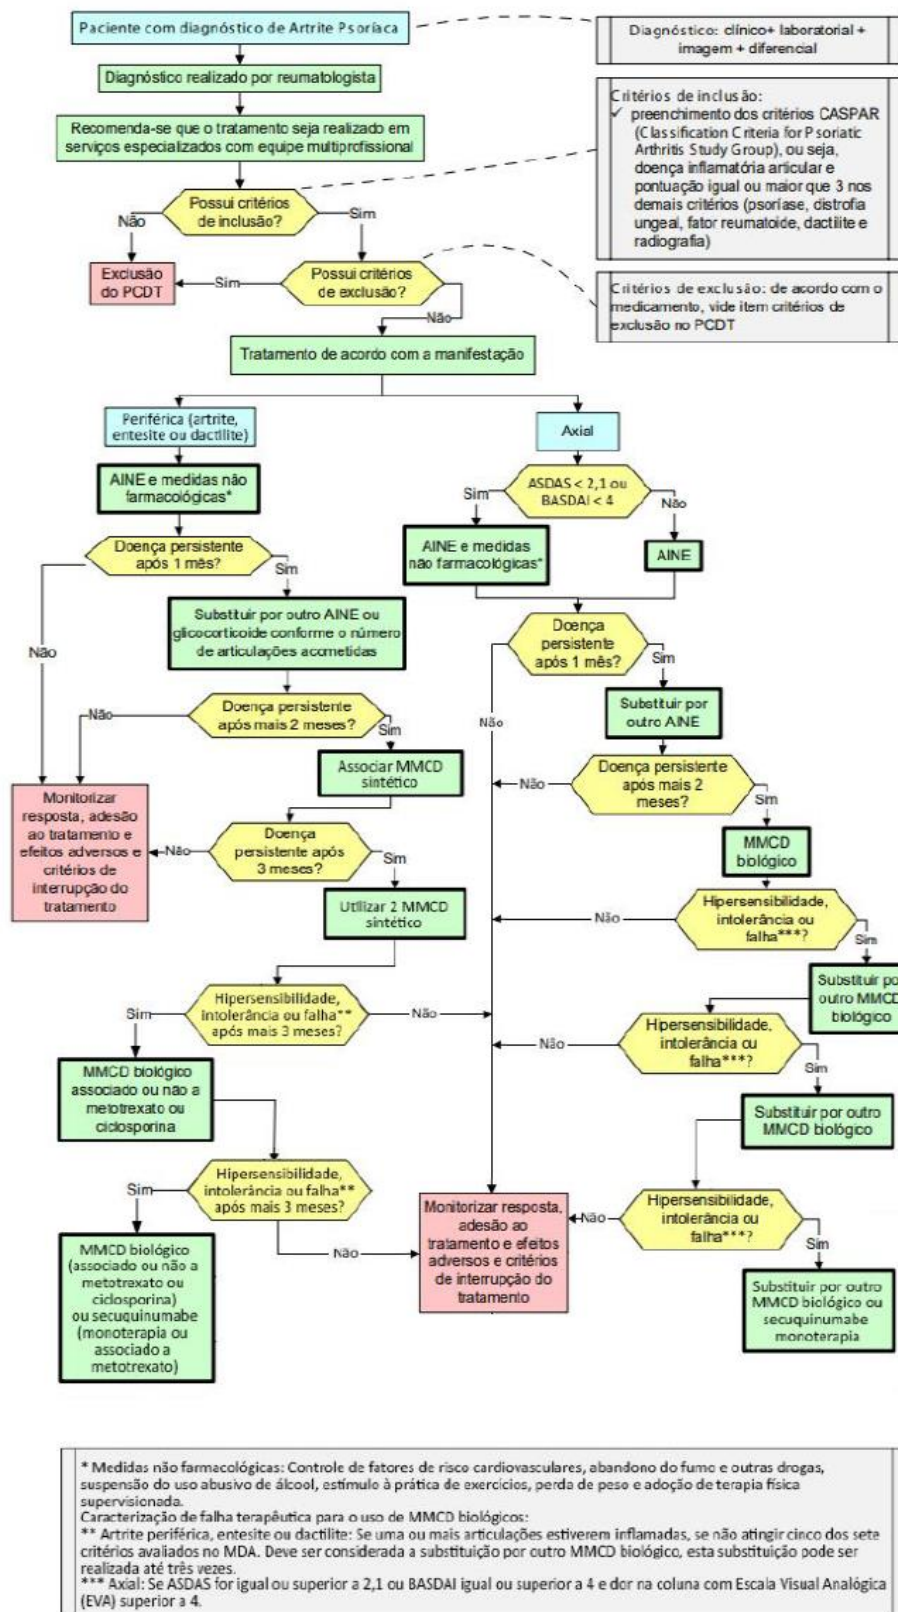 Paciente com diagnóstico de Artrite Psoríaca
Diagnóstico: clínico+ laboratorial +
imagem + diferencial
Diagnóstico realizado por reumatologista
Critérios de inclusão:
✓ preenchimento dos critérios CASPAR
(Classification Criteria for Psoriatic
Arthritis Study Group), ou seja,
doença inflamatória articular e
pontuação igual ou maior que 3 nos
demais critérios (psoríase, distrofia
ungeal, fator reumatoide, dactilite e
radiografia)
Recomenda-se que o tratamento seja realizado em
serviços especializados com equipe multiprofissional
Possui critérios
de inclusão?
Não
Sim
Exclusão
do PCDT
Sim
Possui critérios
de exclusão?
Não
Critérios de exclusão: de acordo com o
medicamento, vide item critérios de
exclusão no PCDT
Tratamento de acordo com a manifestação
Periférica (artrite,
entesite ou dactilite)
AINE e medidas não
farmacológicas*
Doença persistente
após 1 mês?
Sim
Não
Substituir por outro AINE ou
glicocorticoide conforme o número
de articulações acometidas
Doença persistente
após mais 2 meses?
Não
Sim
Associar MMCD
sintético
Monitorizar
resposta, adesão
ao tratamento e
efeitos adversos e
critérios de
interrupção do
tratamento
Não
Doença
persistente após
3 meses?
Sim
Utilizar 2 MMCD
sintético
Hipersensibilidade,
intolerância ou falha**
após mais 3 meses?
Sim
Não
MMCD biológico
associado ou não a
metotrexato ou
ciclosporina
Hipersensibilidade,
intolerância ou falha**
após mais 3 meses?
Sim
Não
MMCD biológico
(associado ou não a
metotrexato ou
ciclosporina)
ou secuquinumabe
(monoterapia ou
associado a
metotrexato)
Axial
ASDAS < 2,1 ou
BASDAI < 4
Sim
Não
AINE e medidas
não farmacológicas*
AINE
Doença
persistente
após 1 mês?
Sim
Não
Substituir por
outro AINE
Doença persistente
após mais 2
meses?
Não
Sim
MMCD
biológico
Hipersensibilidade,
intolerância ou
falha***?
Não
Sim
Substituir por
outro MMCD
biológico
Hipersensibilidade,
intolerância ou
falha***?
Não
Sim
Substituir por outro
MMCD biológico
Hipersensibilidade,
intolerância ou
falha***?
Não
Sim
Monitorizar resposta,
adesão ao
tratamento e efeitos
adversos e critérios
de interrupção do
tratamento
Substituir por outro
MMCD biológico ou
secuquinumabe
monoterapia
* Medidas não farmacológicas: Controle de fatores de risco cardiovasculares, abandono do fumo e outras drogas,
suspensão do uso abusivo de álcool, estímulo à prática de exercícios, perda de peso e adoção de terapia física
supervisionada.
Caracterização de falha terapêutica para o uso de MMCD biológicos:
** Artrite periférica, entesite ou dactilite: Se uma ou mais articulações estiverem inflamadas, se não atingir cinco dos sete
critérios avaliados no MDA. Deve ser considerada a substituição por outro MMCD biológico, esta substituição pode ser
realizada até três vezes.
*** Axial: Se ASDAS for igual ou superior a 2,1 ou BASDAI igual ou superior a 4 e dor na coluna com Escala Visual Analógica
(EVA) superior a 4.